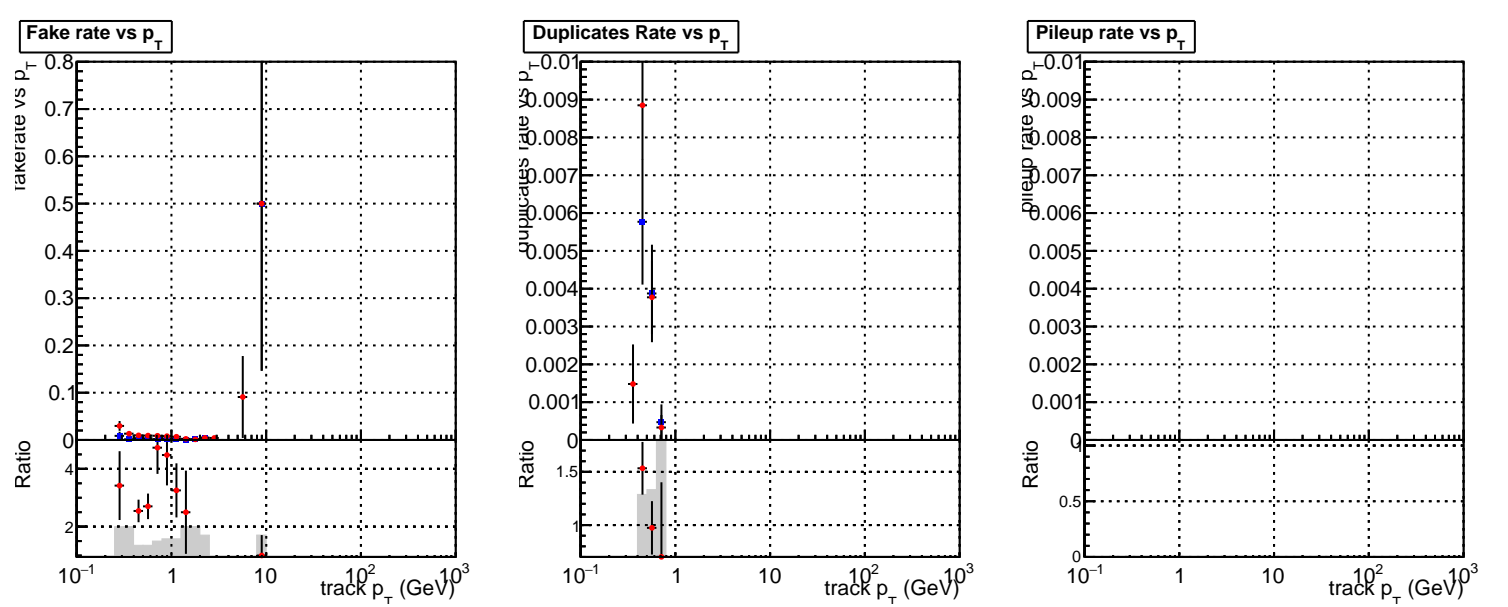 Fake rate vs p_T
fakerate vs p_T
0.8
0.7
0.6
0.5
0.4
0.3
0.2
0.1
0
Ratio
4
2
10^−1 1 10 10^2 10^3
track p_T (GeV)
Duplicates Rate vs p_T
duplicates rate vs p_T
0.01
0.009
0.008
0.007
0.006
0.005
0.004
0.003
0.002
0.001
0
Ratio
1.5
1
10^−1 1 10 10^2 10^3
track p_T (GeV)
Pileup rate vs p_T
pileup rate vs p_T
0.01
0.009
0.008
0.007
0.006
0.005
0.004
0.003
0.002
0.001
0
Ratio
1
0.5
0
10^−1 1 10 10^2 10^3
track p_T (GeV)